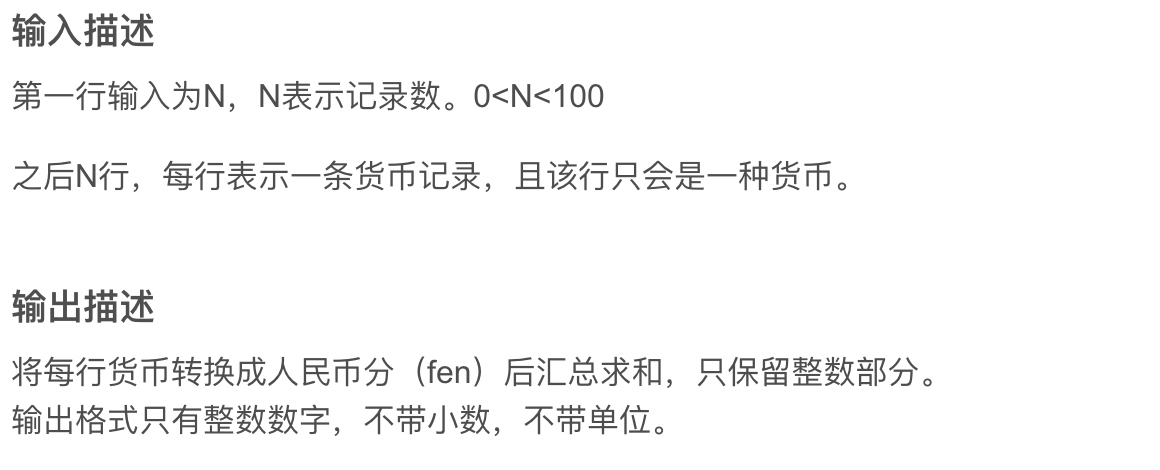 输入描述
第一行输入为N，N表示记录数。0<N<100
之后N行，每行表示一条货币记录，且该行只会是一种货币。
输出描述
将每行货币转换成人民币分（fen）后汇总求和，只保留整数部分。
输出格式只有整数数字，不带小数，不带单位。